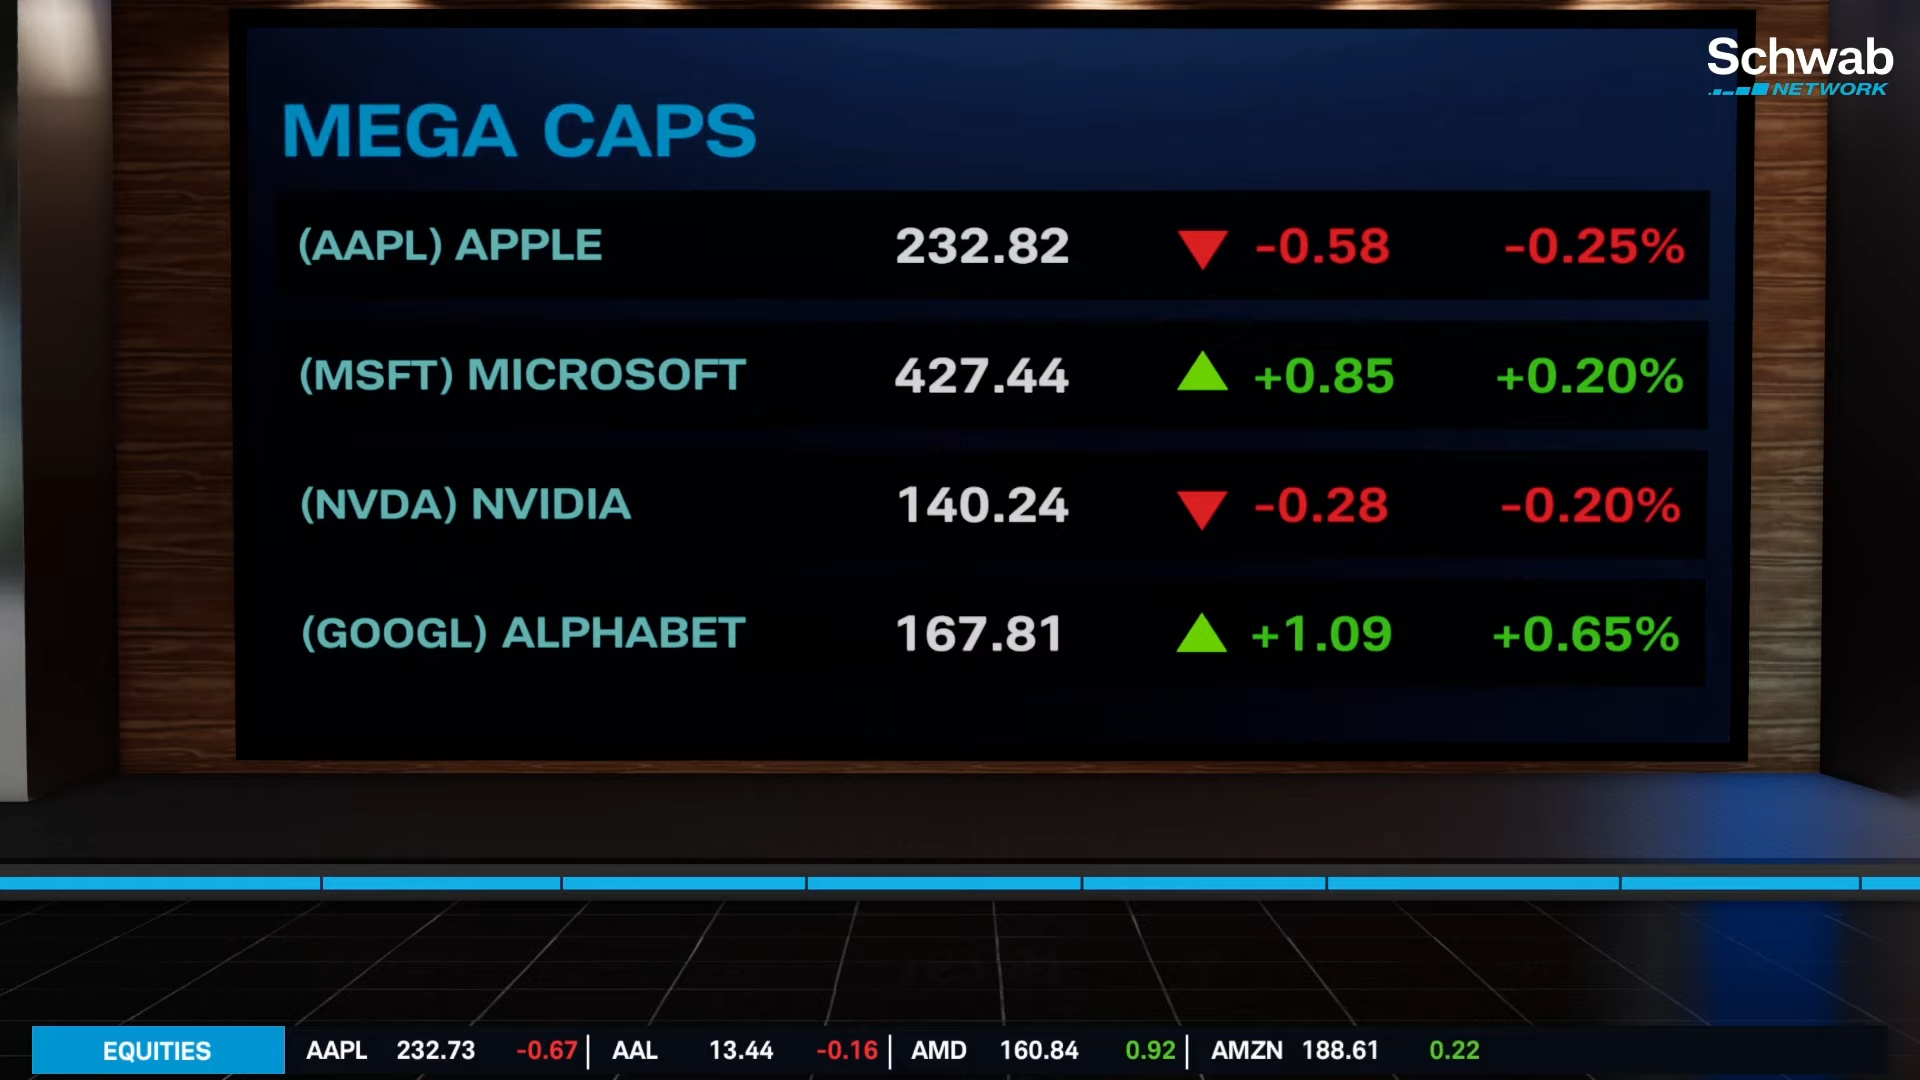 Schwab
NETWORK
MEGA CAPS
(AAPL) APPLE 232.82 -0.58 -0.25%
(MSFT) MICROSOFT 427.44 +0.85 +0.20%
(NVDA) NVIDIA 140.24 -0.28 -0.20%
(GOOGL) ALPHABET 167.81 +1.09 +0.65%
EQUITIES AAPL 232.73 -0.67 | AAL 13.44 -0.16 | AMD 160.84 0.92 | AMZN 188.61 0.22